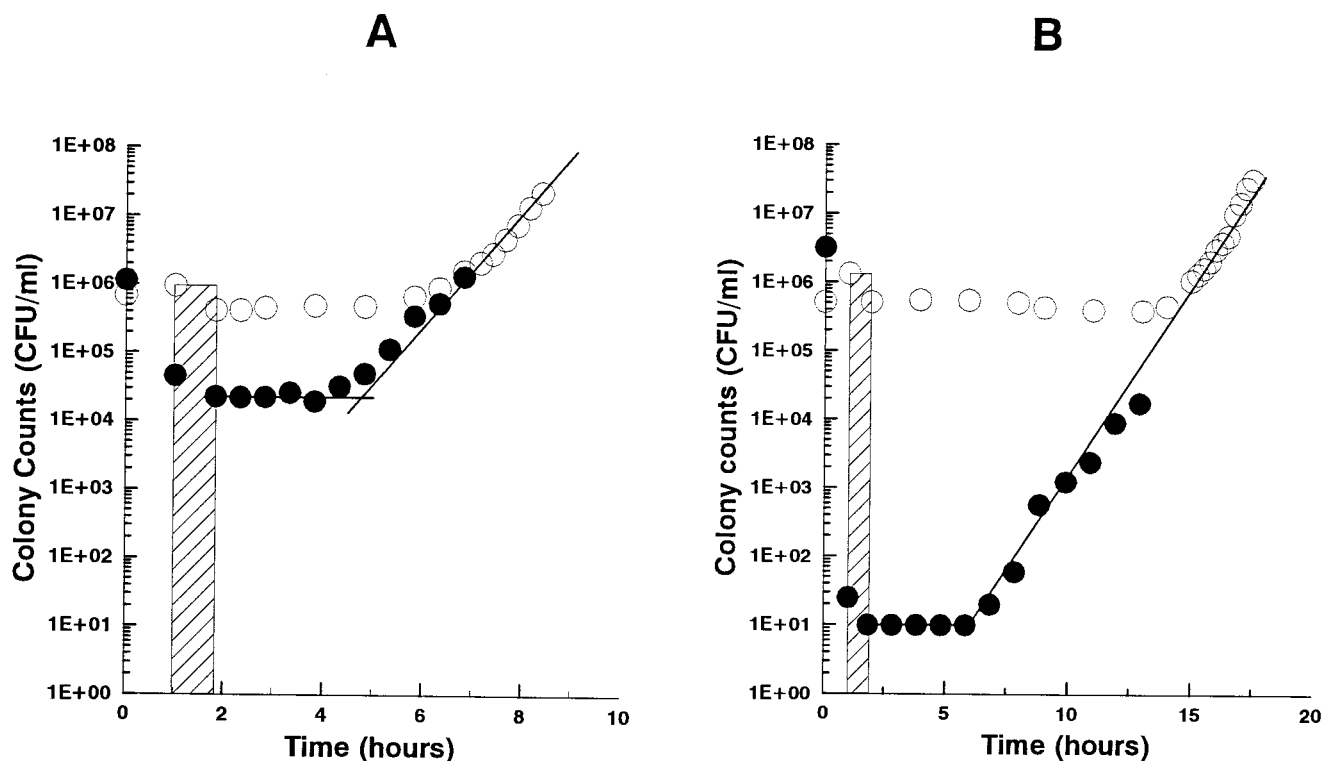 A
B
1E+08
1E+07
1E+06
1E+05
1E+04
1E+03
1E+02
1E+01
1E+00
Colony Counts (CFU/ml)
0 2 4 6 8 10
Time (hours)
1E+08
1E+07
1E+06
1E+05
1E+04
1E+03
1E+02
1E+01
1E+00
Colony counts (CFU/ml)
0 5 10 15 20
Time (hours)